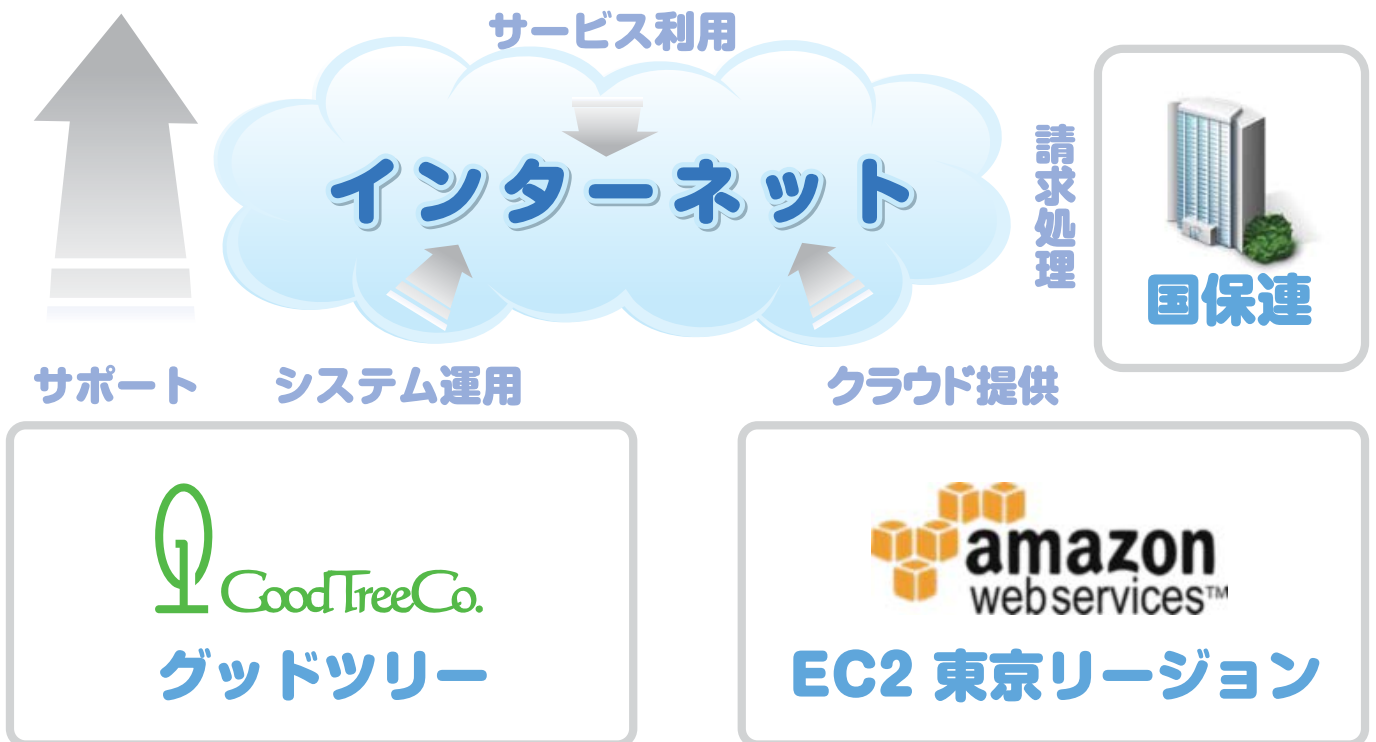 サービス利用
インターネット
請求処理
国保連
サポート
システム運用
クラウド提供
GoodTreeCo.
グッドツリー
amazon
webservices™
EC2 東京リージョン